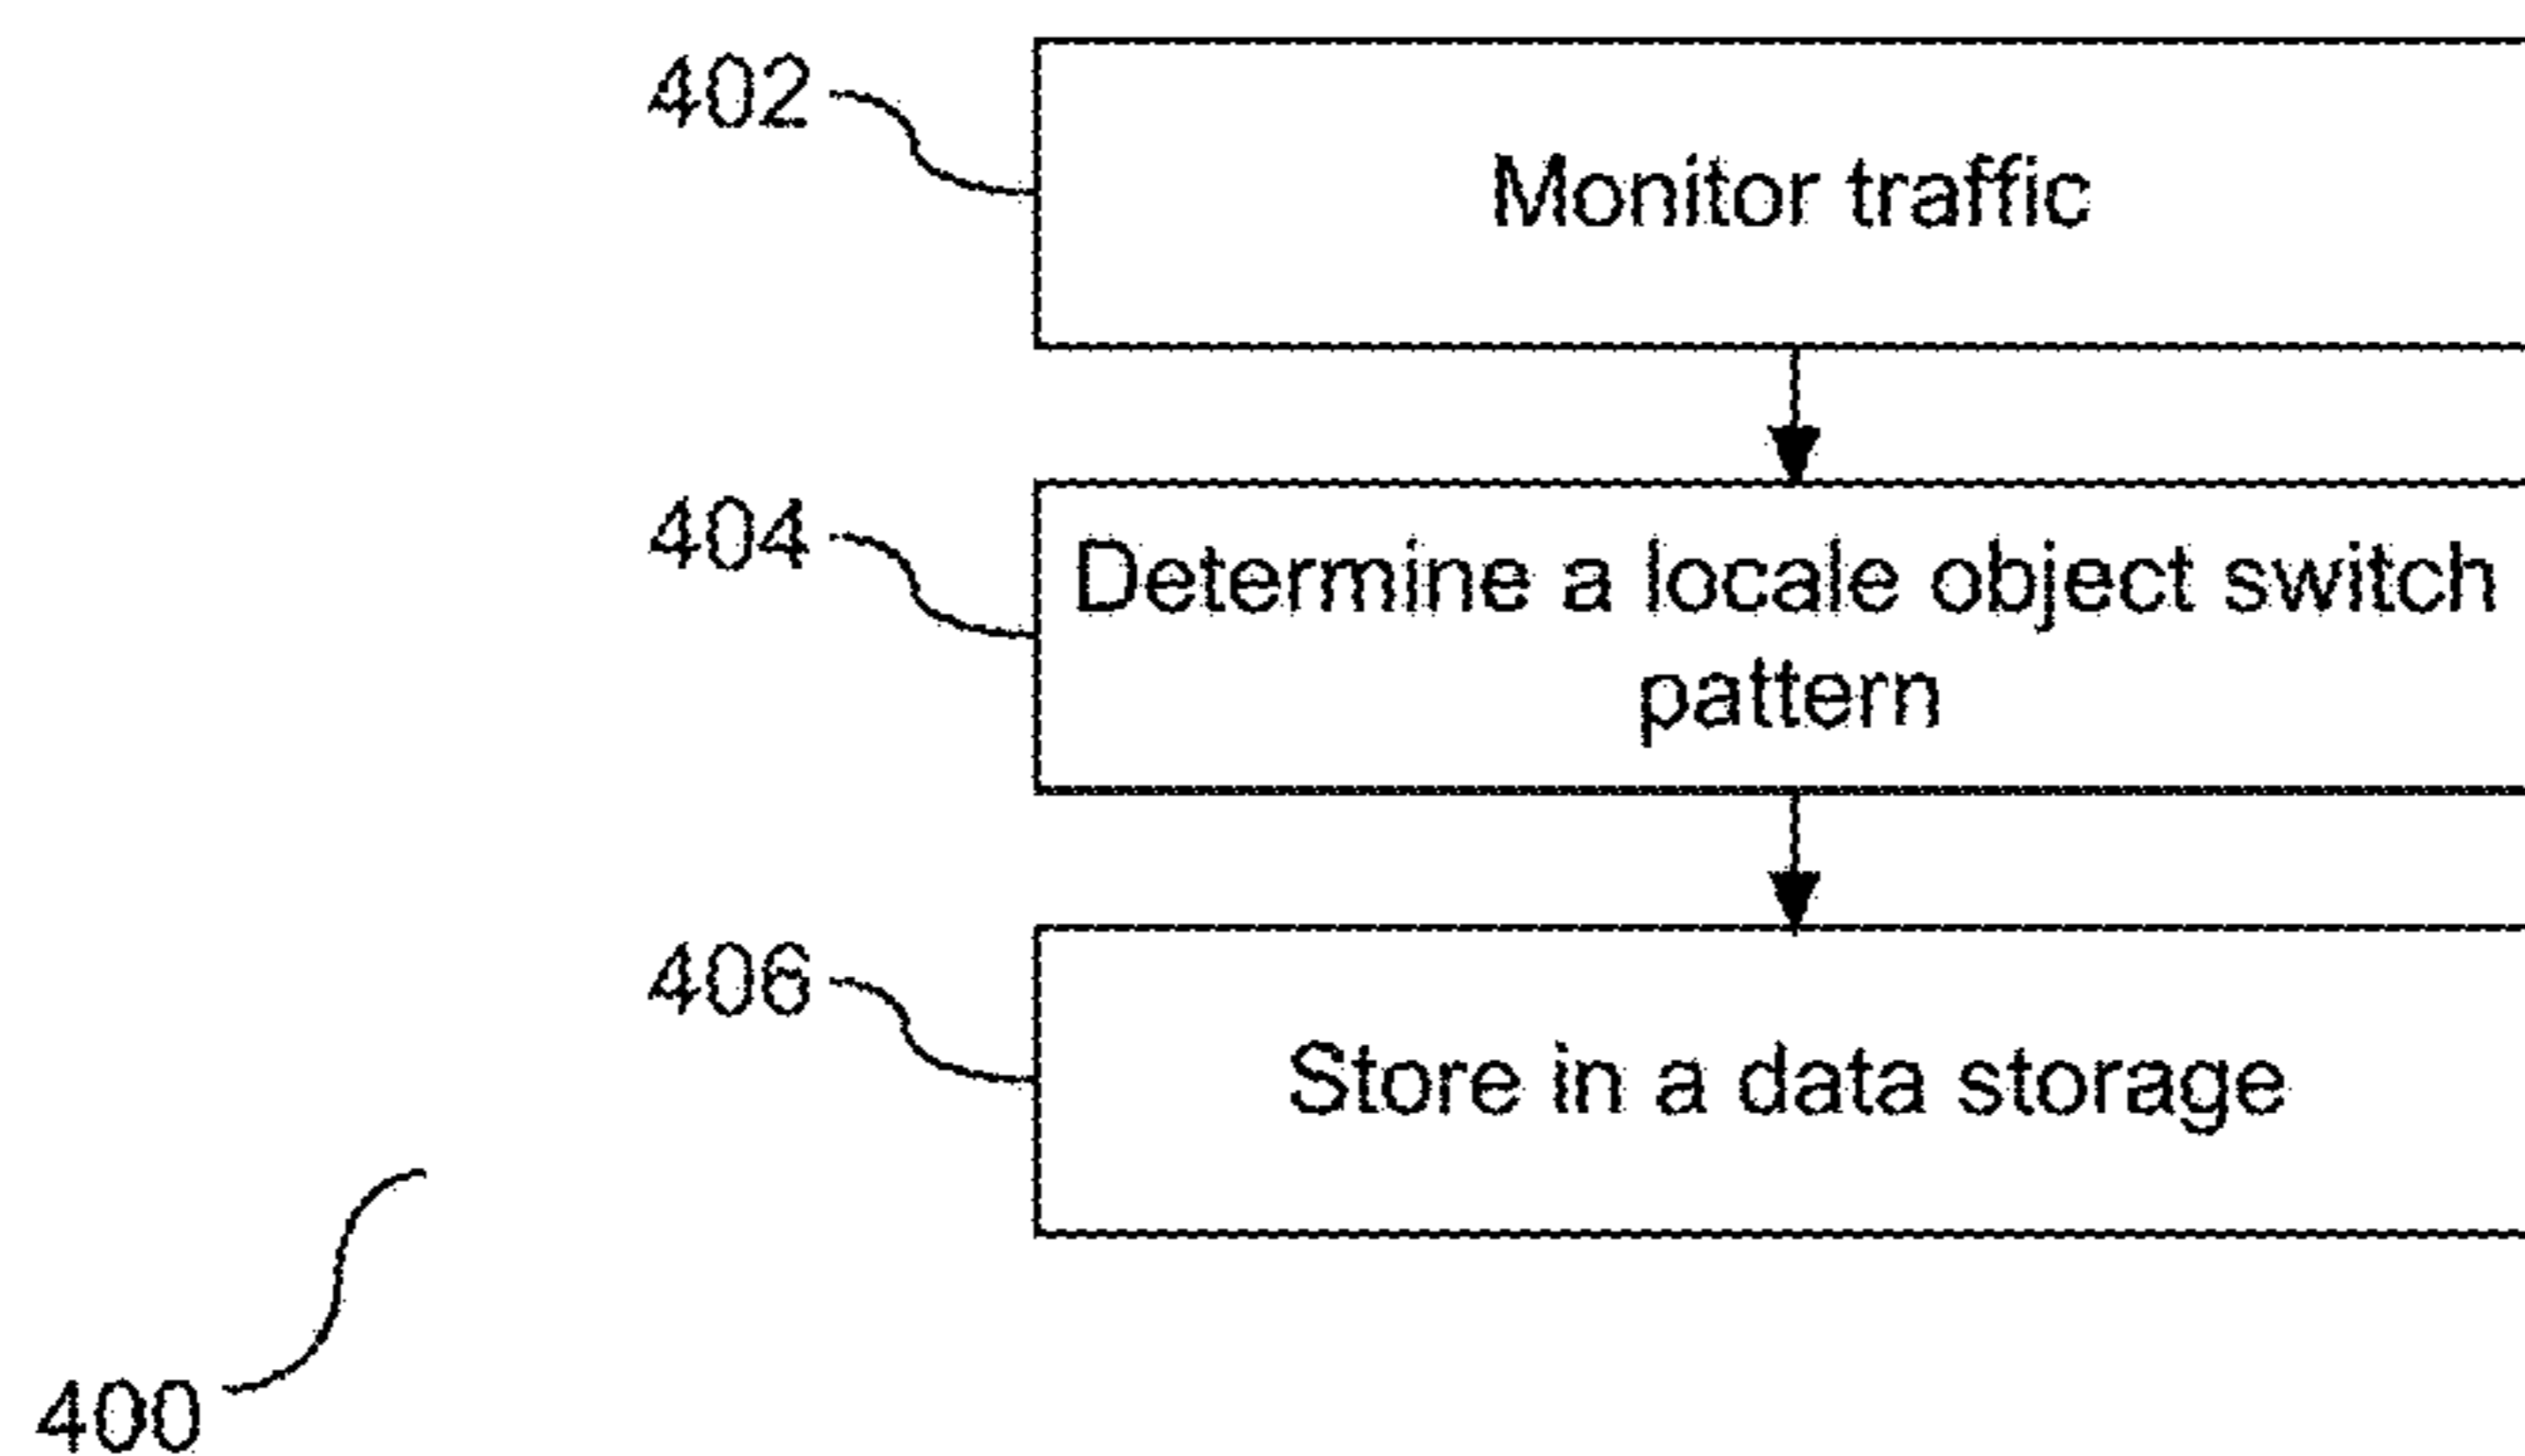 402
Monitor traffic
404
Determine a locale object switch
pattern
406
Store in a data storage
400